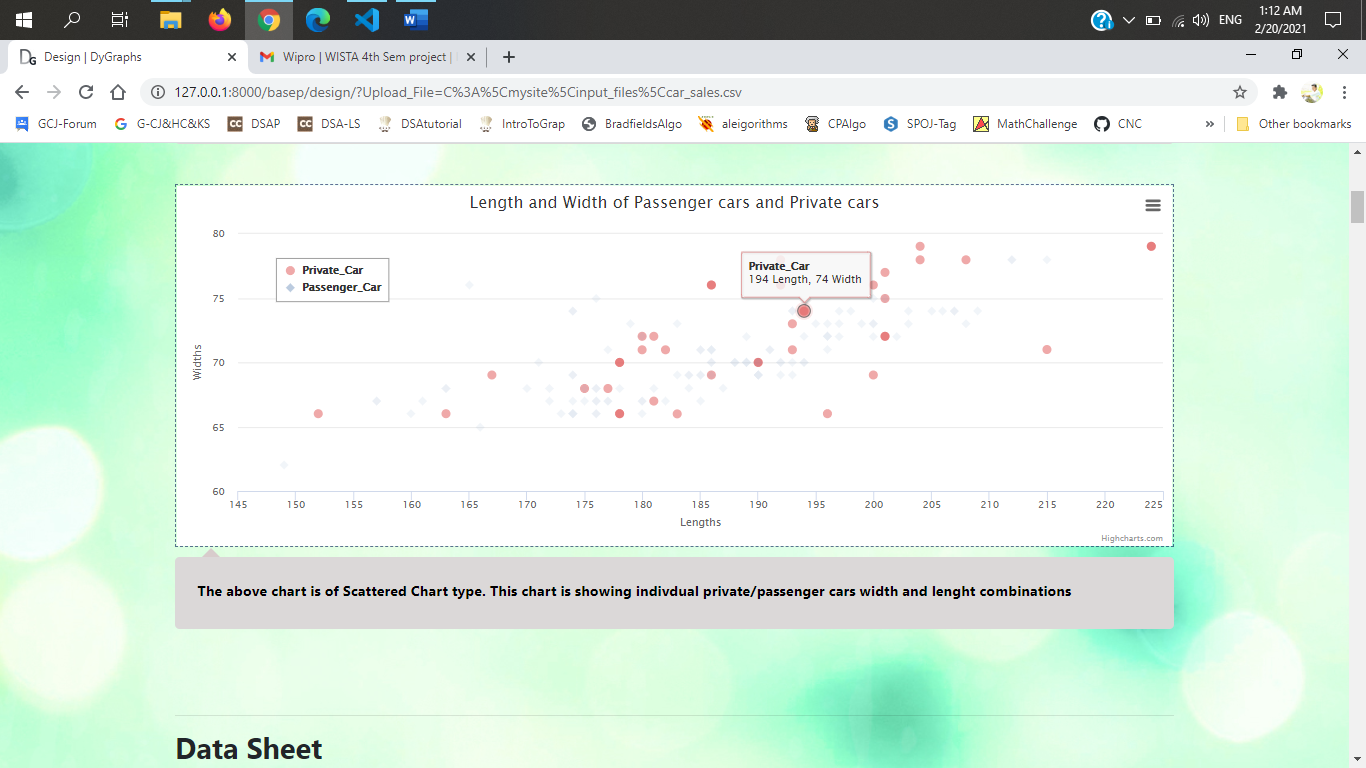 ENG
1:12 AM
2/20/2021
Design | DyGraphs
Wipro | WISTA 4th Sem project |
127.0.0.1:8000/basep/design/?Upload_File=C%3A%5Cmysite%5Cinput_files%5Ccar_sales.csv
GCJ-Forum G-CJ&HC&KS DSAP DSA-LS DSAtutorial IntroToGrap BradfieldsAlgo aleigorithms CPAlgo SPOJ-Tag MathChallenge CNC » Other bookmarks
Length and Width of Passenger cars and Private cars
80
75
70
65
60
Widths
Private_Car
Passenger_Car
Private_Car
194 Length, 74 Width
145 150 155 160 165 170 175 180 185 190 195 200 205 210 215 220 225
Lengths
Highcharts.com
The above chart is of Scattered Chart type. This chart is showing indivdual private/passenger cars width and lenght combinations
Data Sheet